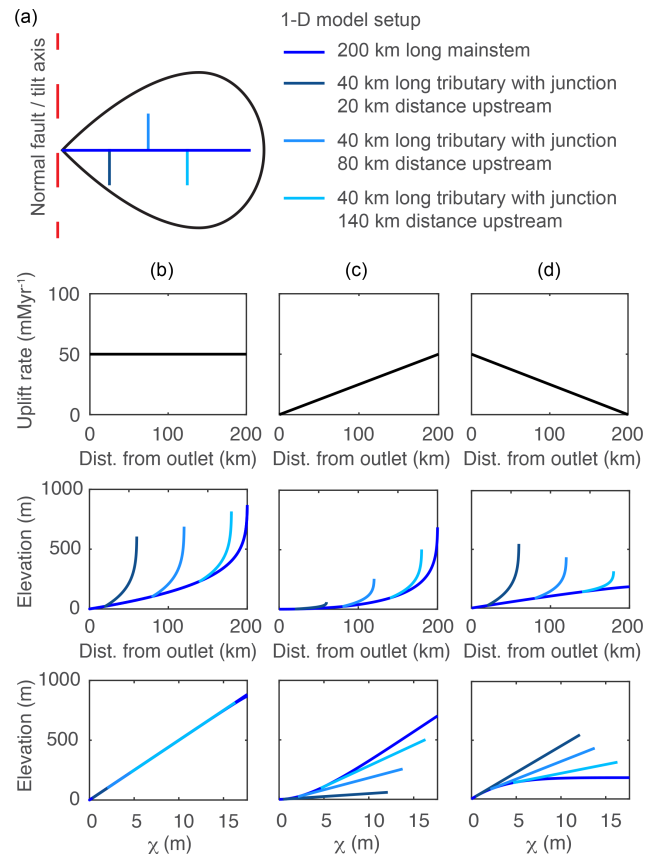 (a)
Normal fault / tilt axis
1-D model setup
200 km long mainstem
40 km long tributary with junction
20 km distance upstream
40 km long tributary with junction
80 km distance upstream
40 km long tributary with junction
140 km distance upstream
(b)
(c)
(d)
Uplift rate (mMyr⁻¹)
100
50
0
0 100 200
Dist. from outlet (km)
0 100 200
Dist. from outlet (km)
0 100 200
Dist. from outlet (km)
Elevation (m)
1000
500
0
0 100 200
Dist. from outlet (km)
0 100 200
Dist. from outlet (km)
0 100 200
Dist. from outlet (km)
Elevation (m)
1000
500
0
0 5 10 15
χ (m)
0 5 10 15
χ (m)
0 5 10 15
χ (m)